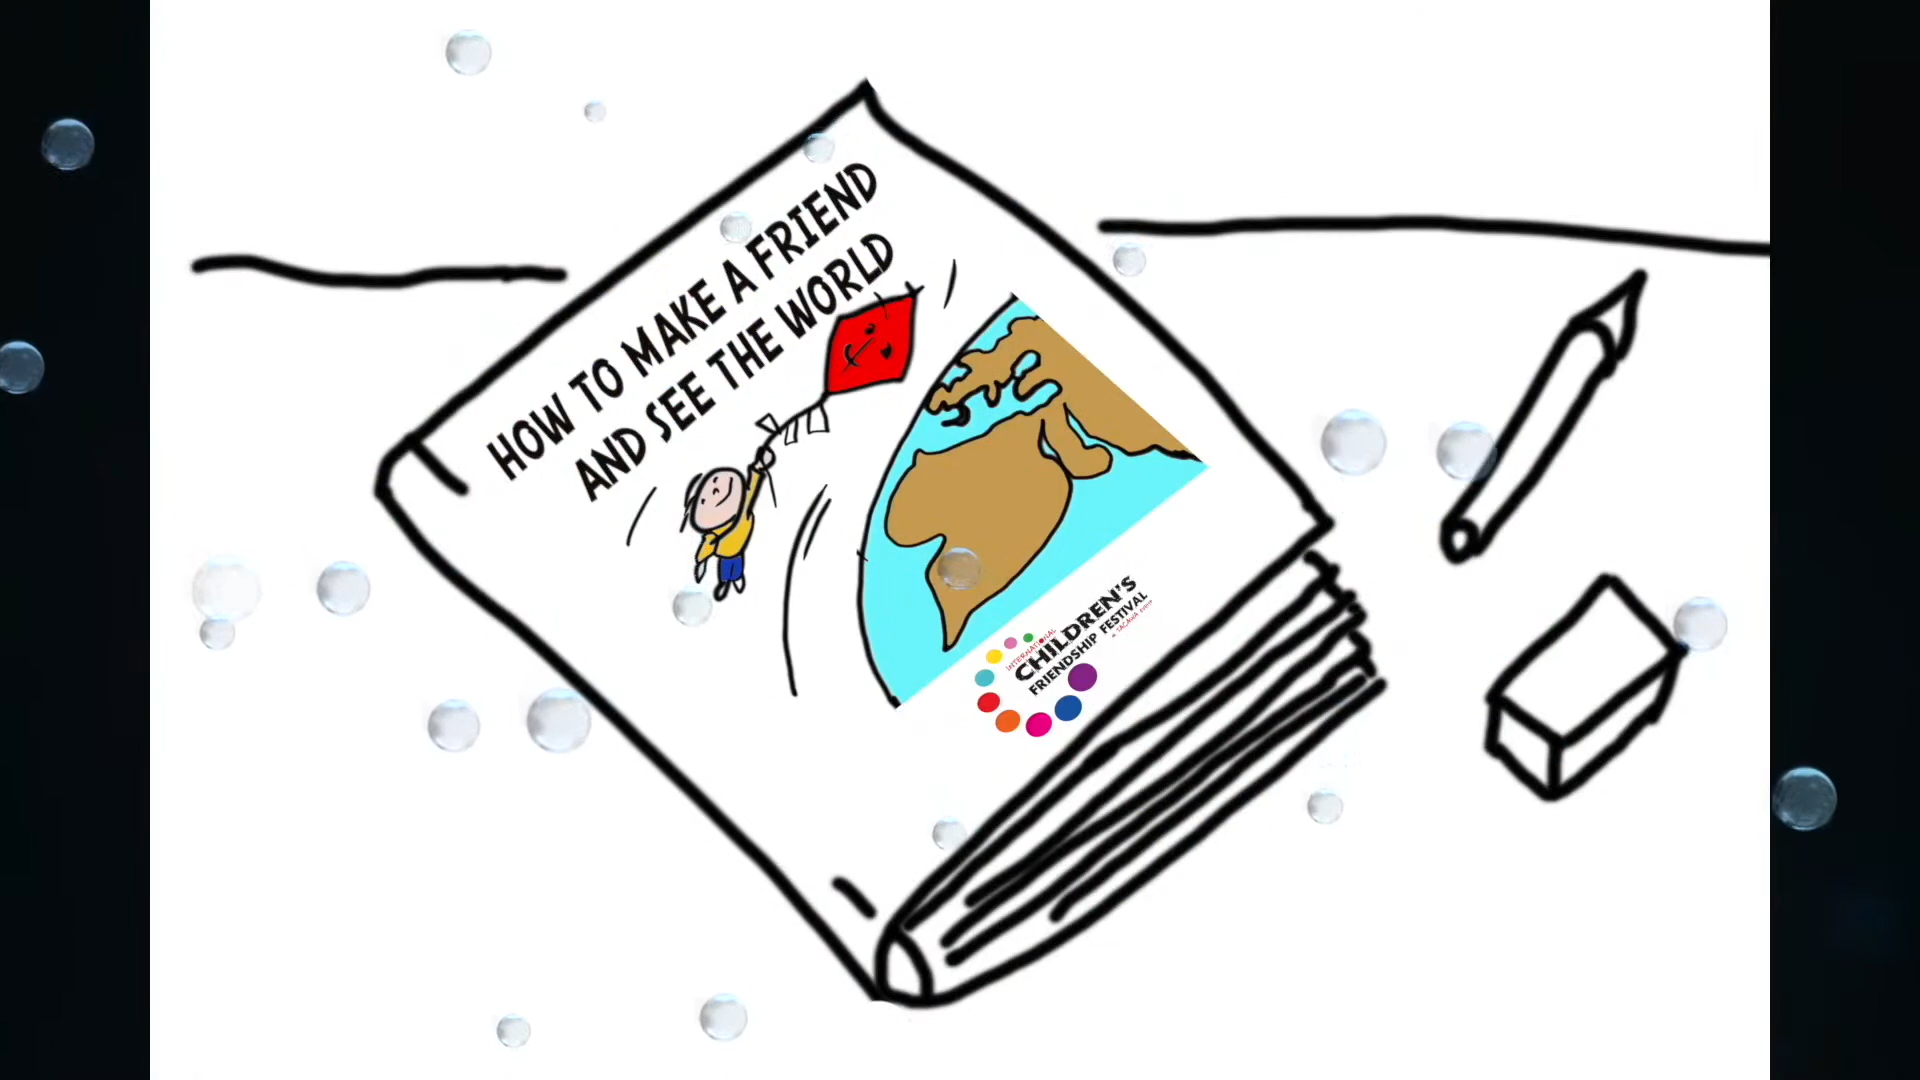 HOW TO MAKE A FRIEND
AND SEE THE WORLD
INTERNATIONAL
CHILDREN'S
FRIENDSHIP FESTIVAL